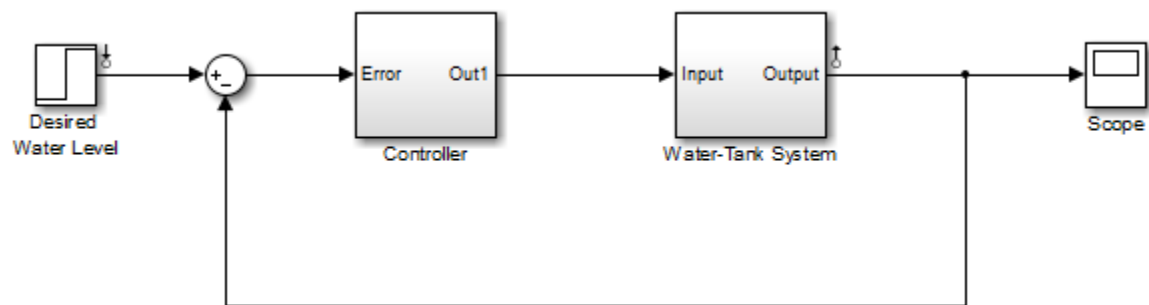 Desired
Water Level
+
−
Error
Out1
Controller
Input
Output
Water-Tank System
Scope